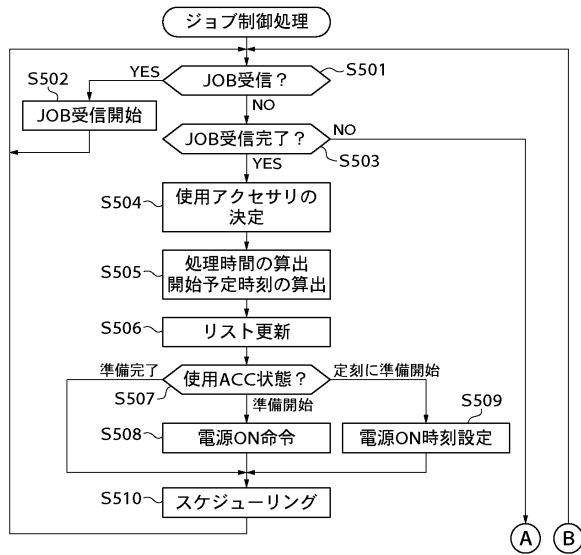 ジョブ制御処理
YES
JOB受信？
S501
S502
NO
JOB受信開始
JOB受信完了？
NO
S503
YES
S504
使用アクセサリの
決定
S505
処理時間の算出
開始予定時刻の算出
S506
リスト更新
準備完了
使用ACC状態？
定刻に準備開始
S507
準備開始
S509
S508
電源ON命令
電源ON時刻設定
S510
スケジューリング
A
B